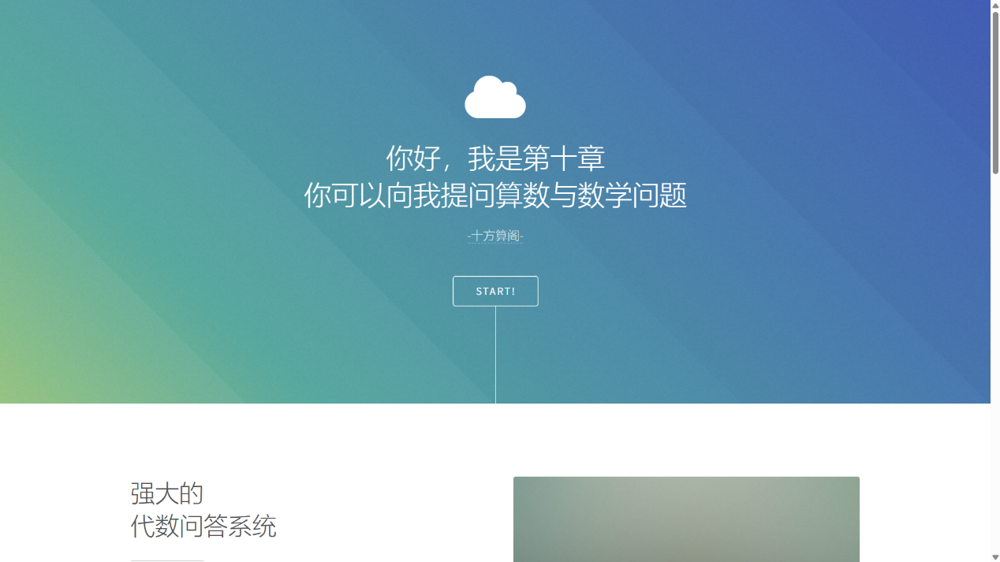 你好，我是第十章
你可以向我提问算数与数学问题
-十方算阁-
START!
强大的
代数问答系统